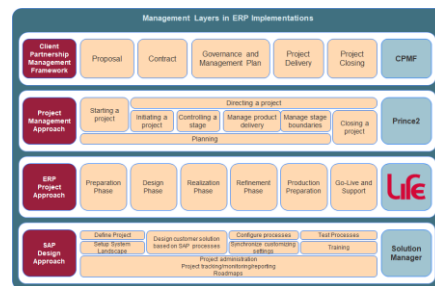 Management Layers in ERP Implementations
Client
Partnership
Management
Framework
Proposal
Contract
Governance and
Management Plan
Project
Delivery
Project
Closing
CPMF
Project
Management
Approach
Starting a
project
Directing a project
Initiating a
project
Controlling a
stage
Manage product
delivery
Manage stage
boundaries
Closing a
project
Planning
Prince2
ERP
Project
Approach
Preparation
Phase
Design
Phase
Realization
Phase
Refinement
Phase
Production
Preparation
Go-Live and
Support
Life
SAP
Design
Approach
Define Project
Setup System
Landscape
Design customer solution
based on SAP processes
Configure processes
Synchronize customizing
settings
Test Processes
Training
Project administration
Project tracking/monitoring/reporting
Roadmaps
Solution
Manager